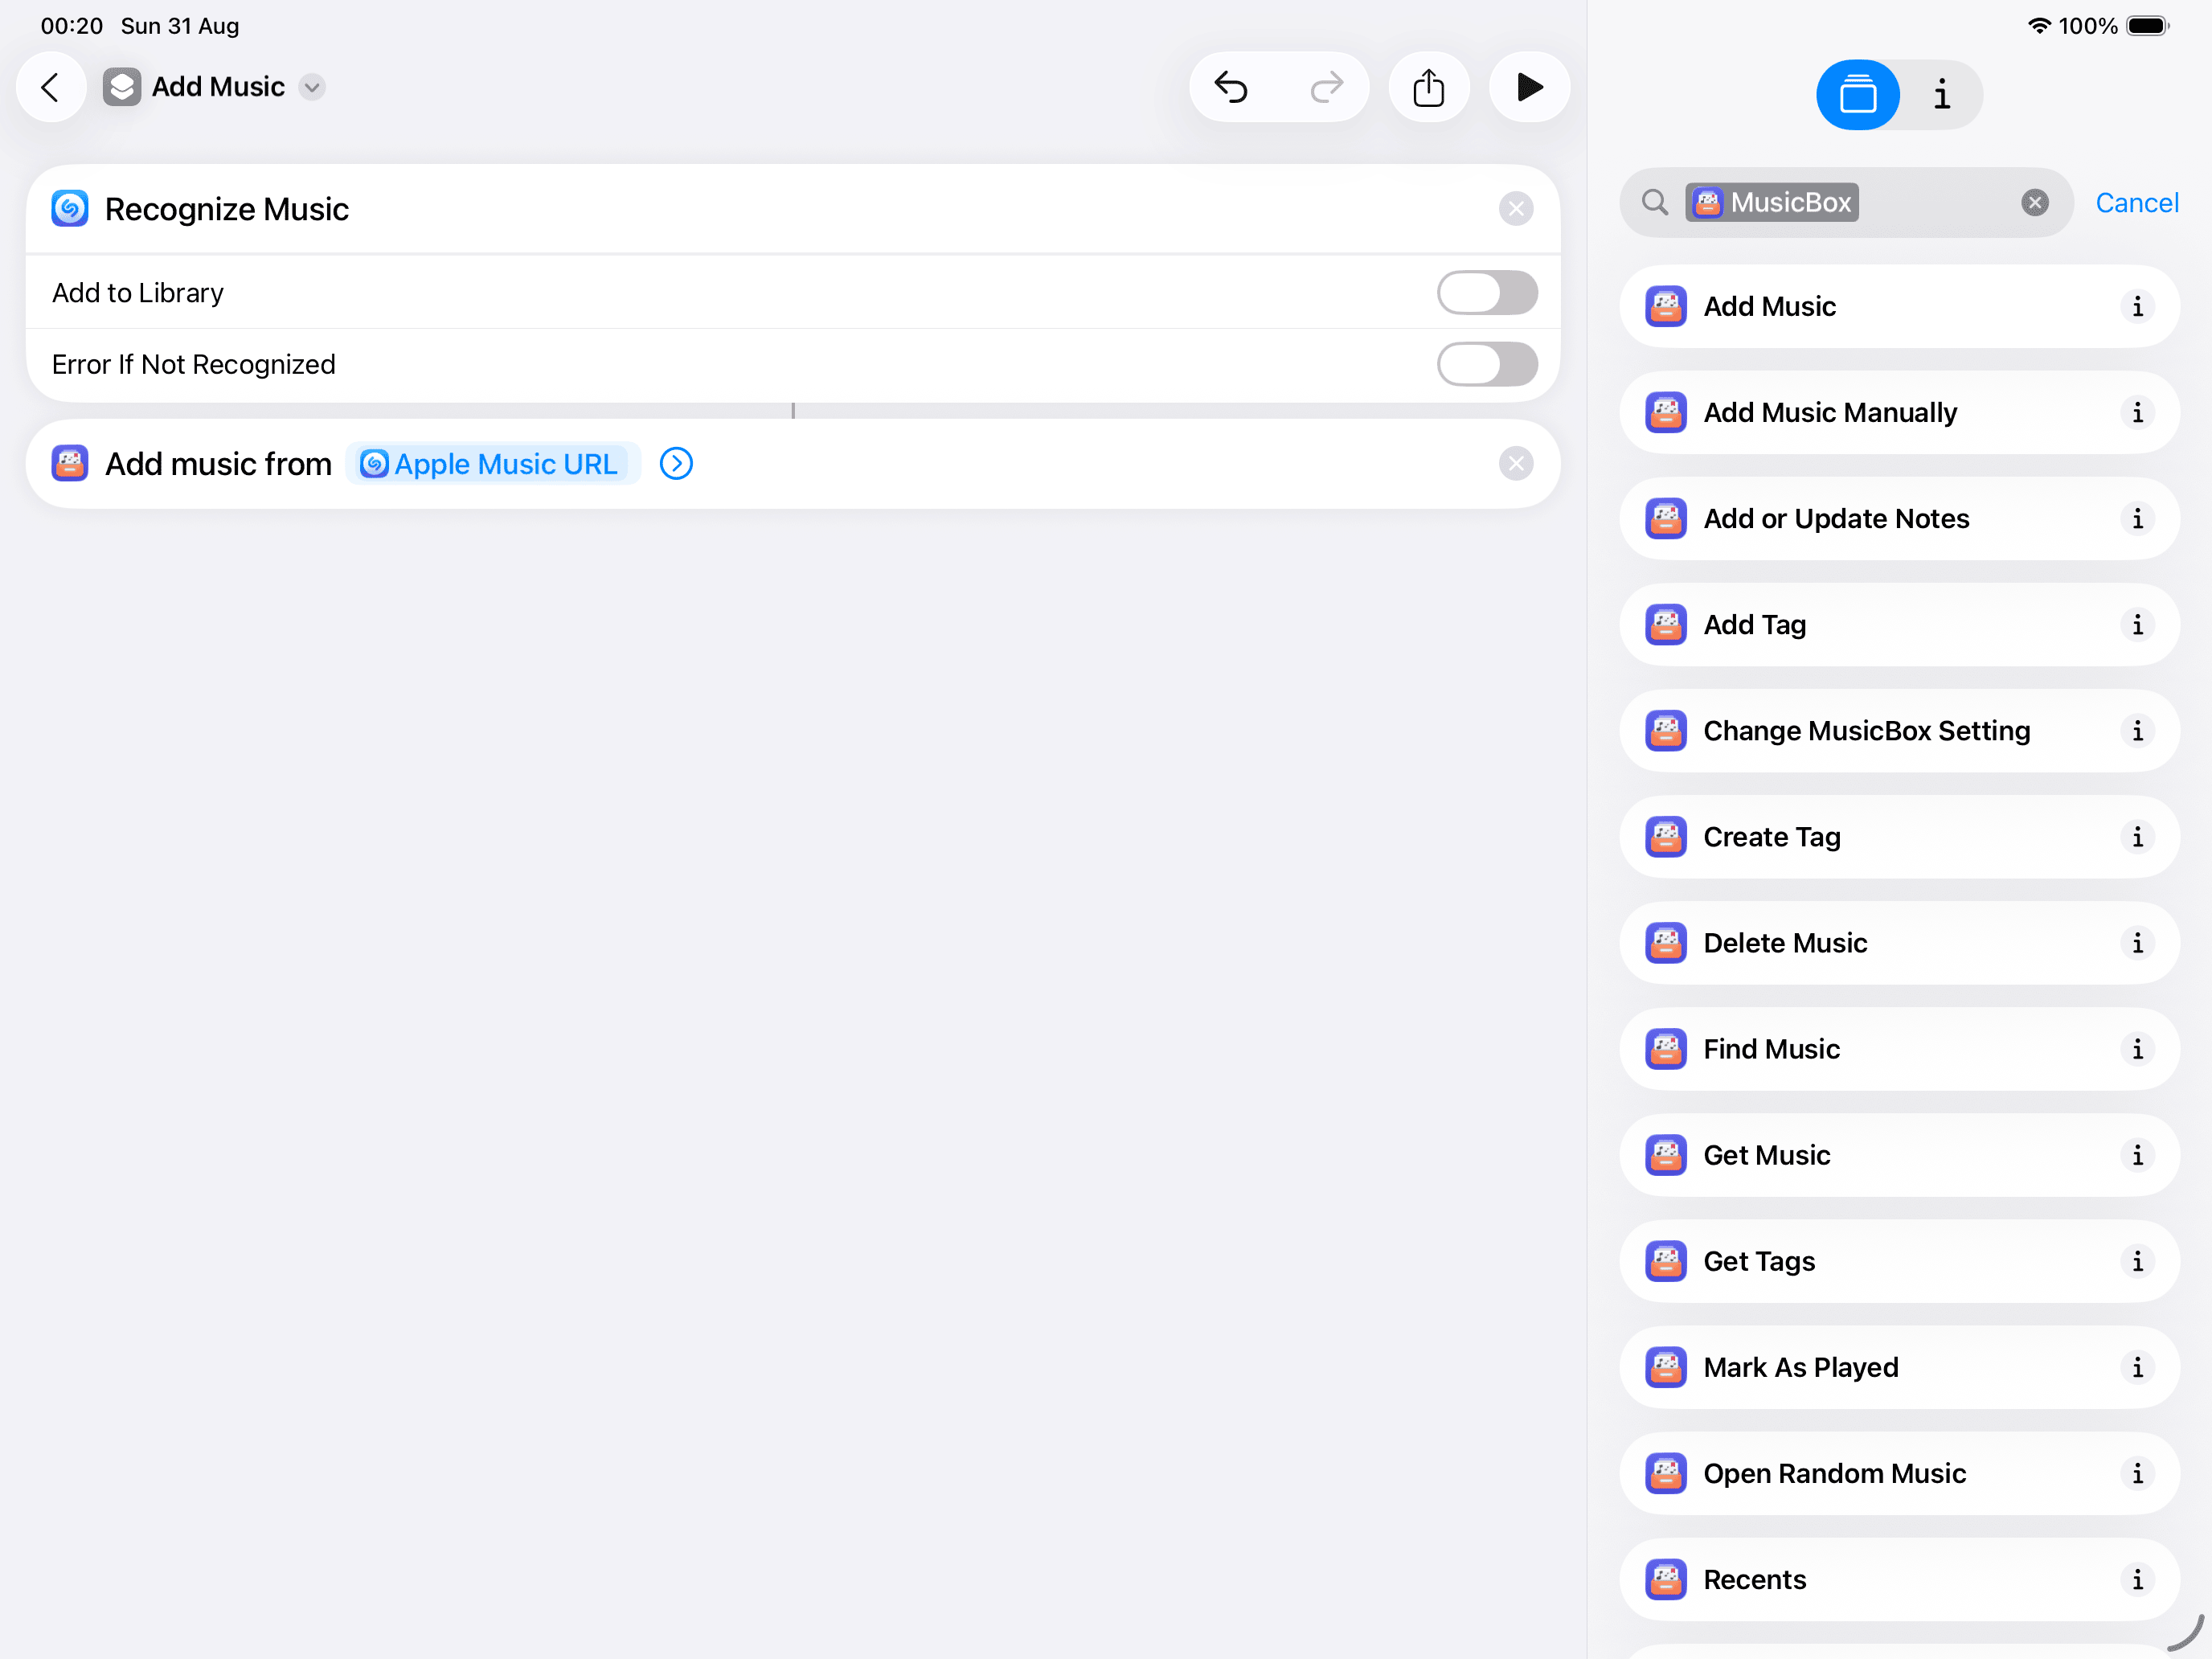 00:20 Sun 31 Aug
100%
Add Music
Recognize Music
Add to Library
Error If Not Recognized
Add music from Apple Music URL
MusicBox
Cancel
Add Music
Add Music Manually
Add or Update Notes
Add Tag
Change MusicBox Setting
Create Tag
Delete Music
Find Music
Get Music
Get Tags
Mark As Played
Open Random Music
Recents